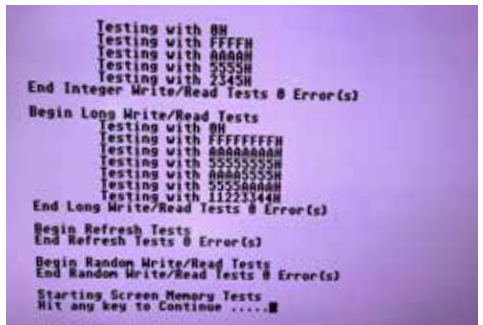 Testing with 0H
Testing with FFFFH
Testing with AAAAH
Testing with 5555H
Testing with 2345H
End Integer Write/Read Tests 0 Error(s)
Begin Long Write/Read Tests
Testing with 0H
Testing with FFFFFFFFH
Testing with AAAAAAAAH
Testing with 55555555H
Testing with AAAA5555H
Testing with 5555AAAAH
Testing with 11223344H
End Long Write/Read Tests 0 Error(s)
Begin Refresh Tests
End Refresh Tests 0 Error(s)
Begin Random Write/Read Tests
End Random Write/Read Tests 0 Error(s)
Starting Screen Memory Tests
Hit any key to Continue .....